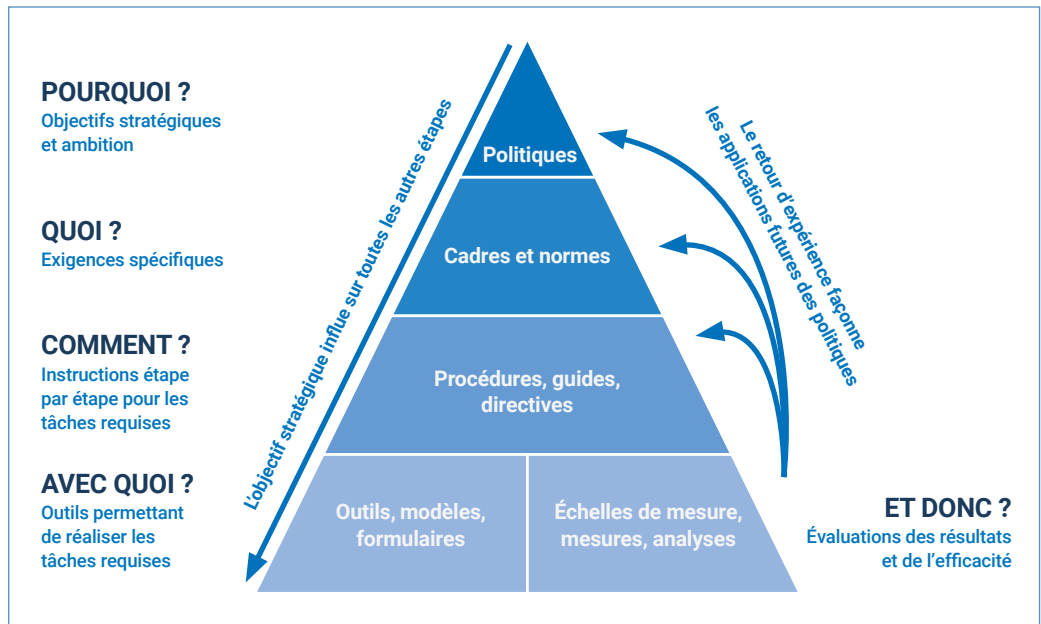 POURQUOI ?
Objectifs stratégiques
et ambition
QUOI ?
Exigences spécifiques
COMMENT ?
Instructions étape
par étape pour les
tâches requises
AVEC QUOI ?
Outils permettant
de réaliser les
tâches requises
L'objectif stratégique influe sur toutes les autres étapes
Politiques
Cadres et normes
Procédures, guides,
directives
Outils, modèles,
formulaires
Échelles de mesure,
mesures, analyses
Le retour d'expérience façonne
les applications futures des politiques
ET DONC ?
Évaluations des résultats
et de l'efficacité